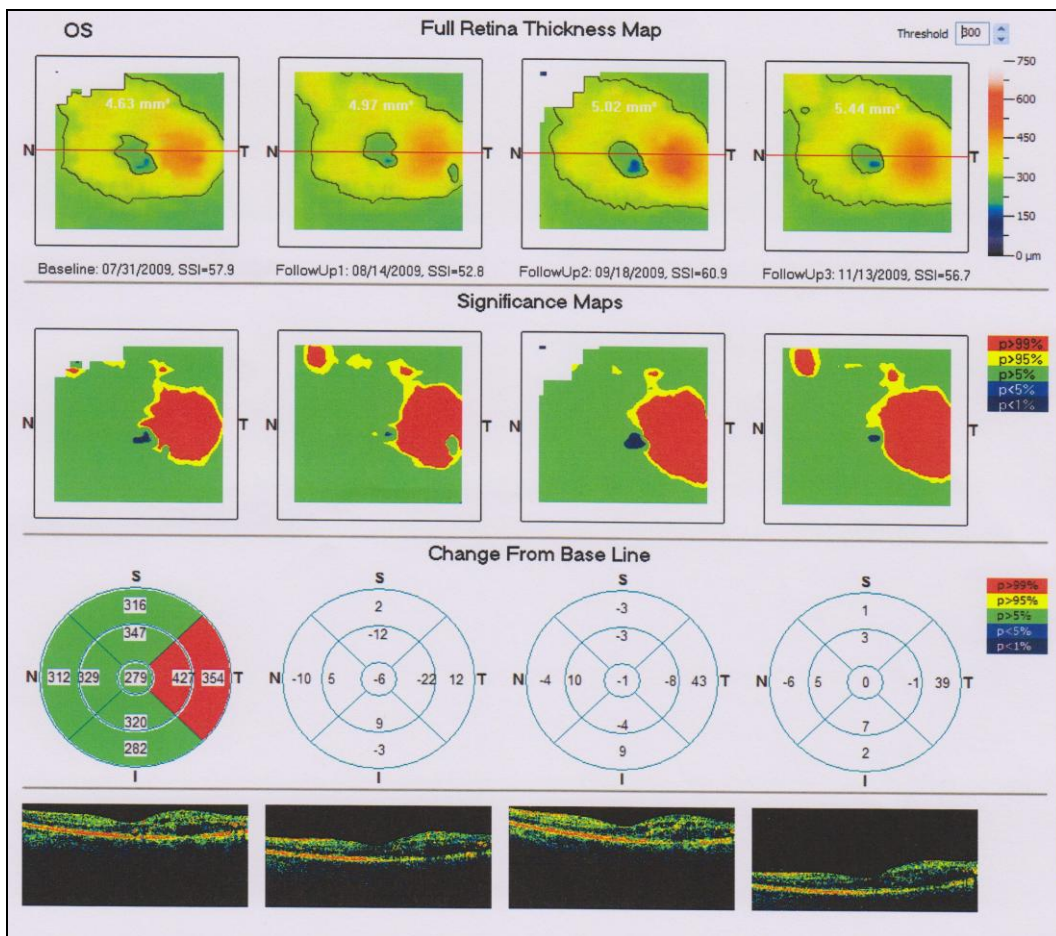 OS
Full Retina Thickness Map
Threshold 300
4.63 mm²
4.97 mm²
5.02 mm²
5.44 mm²
N T
N T
N T
N T
750
600
450
300
150
0 µm
Baseline: 07/31/2009, SSI=57.9
FollowUp1: 08/14/2009, SSI=52.8
FollowUp2: 09/18/2009, SSI=60.9
FollowUp3: 11/13/2009, SSI=56.7
Significance Maps
N T
N T
N T
N T
p>99%
p>95%
p>5%
p<5%
p<1%
Change From Base Line
S
316
347
N 312 329 279 427 354 T
320
282
I
S
2
-12
N -10 5 -6 -22 12 T
9
-3
I
S
-3
-3
N -4 10 -1 -8 43 T
-4
9
I
S
1
3
N -6 5 0 -1 39 T
7
2
I
p>99%
p>95%
p>5%
p<5%
p<1%